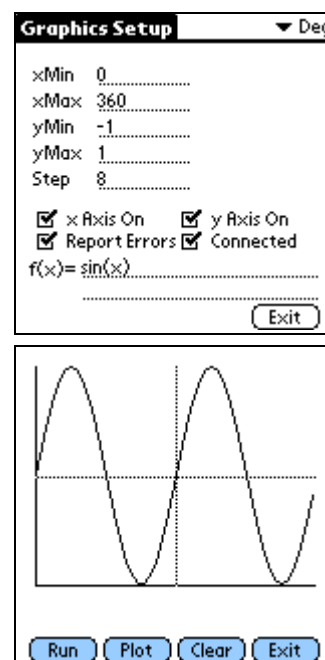 Graphics Setup Deg
xMin 0
xMax 360
yMin -1
yMax 1
Step 8
x Axis On y Axis On
Report Errors Connected
f(x)= sin(x)
Exit
Run Plot Clear Exit